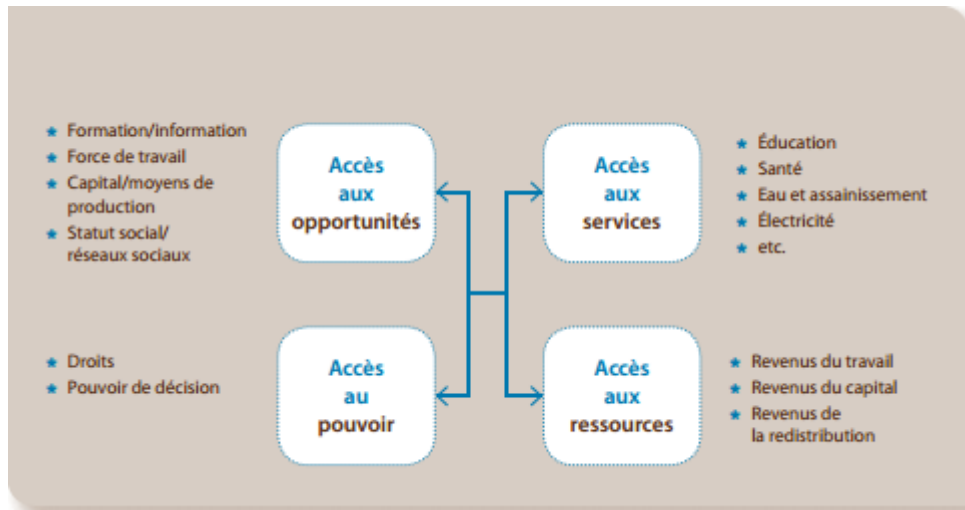 Formation/information
Force de travail
Capital/moyens de
production
Statut social/
réseaux sociaux
Accès
aux
opportunités
Accès
aux
services
Éducation
Santé
Eau et assainissement
Électricité
etc.
Droits
Pouvoir de décision
Accès
au
pouvoir
Accès
aux
ressources
Revenus du travail
Revenus du capital
Revenus de
la redistribution